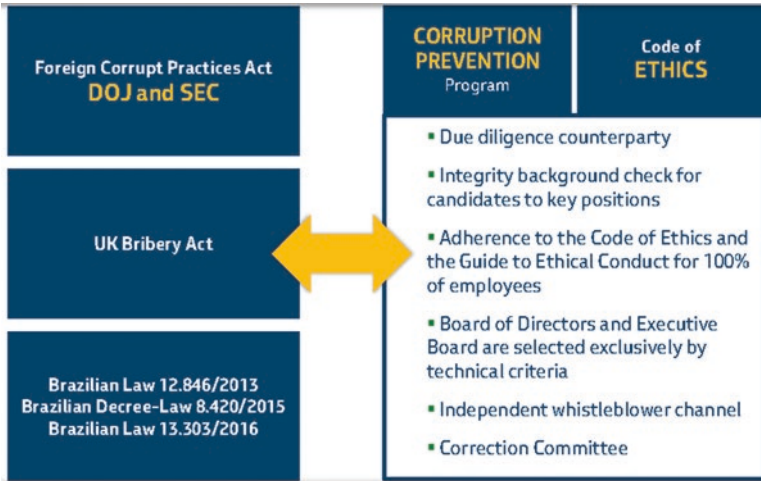 Foreign Corrupt Practices Act
DOJ and SEC
UK Bribery Act
Brazilian Law 12.846/2013
Brazilian Decree-Law 8.420/2015
Brazilian Law 13.303/2016
CORRUPTION
PREVENTION
Program
Code of
ETHICS
▪ Due diligence counterparty
▪ Integrity background check for
candidates to key positions
▪ Adherence to the Code of Ethics and
the Guide to Ethical Conduct for 100%
of employees
▪ Board of Directors and Executive
Board are selected exclusively by
technical criteria
▪ Independent whistleblower channel
▪ Correction Committee